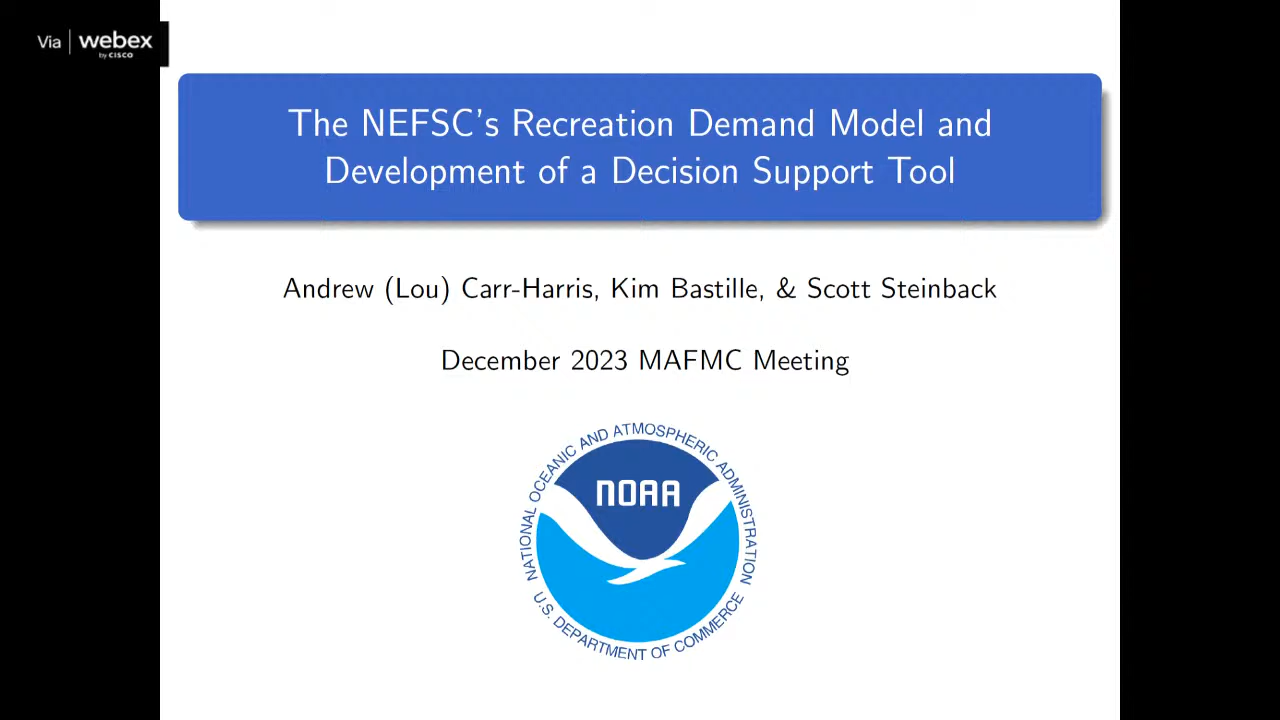 Via webex
by CISCO
The NEFSC's Recreation Demand Model and
Development of a Decision Support Tool
Andrew (Lou) Carr-Harris, Kim Bastille, & Scott Steinback
December 2023 MAFMC Meeting
NATIONAL OCEANIC AND ATMOSPHERIC ADMINISTRATION
NOAA
U.S. DEPARTMENT OF COMMERCE